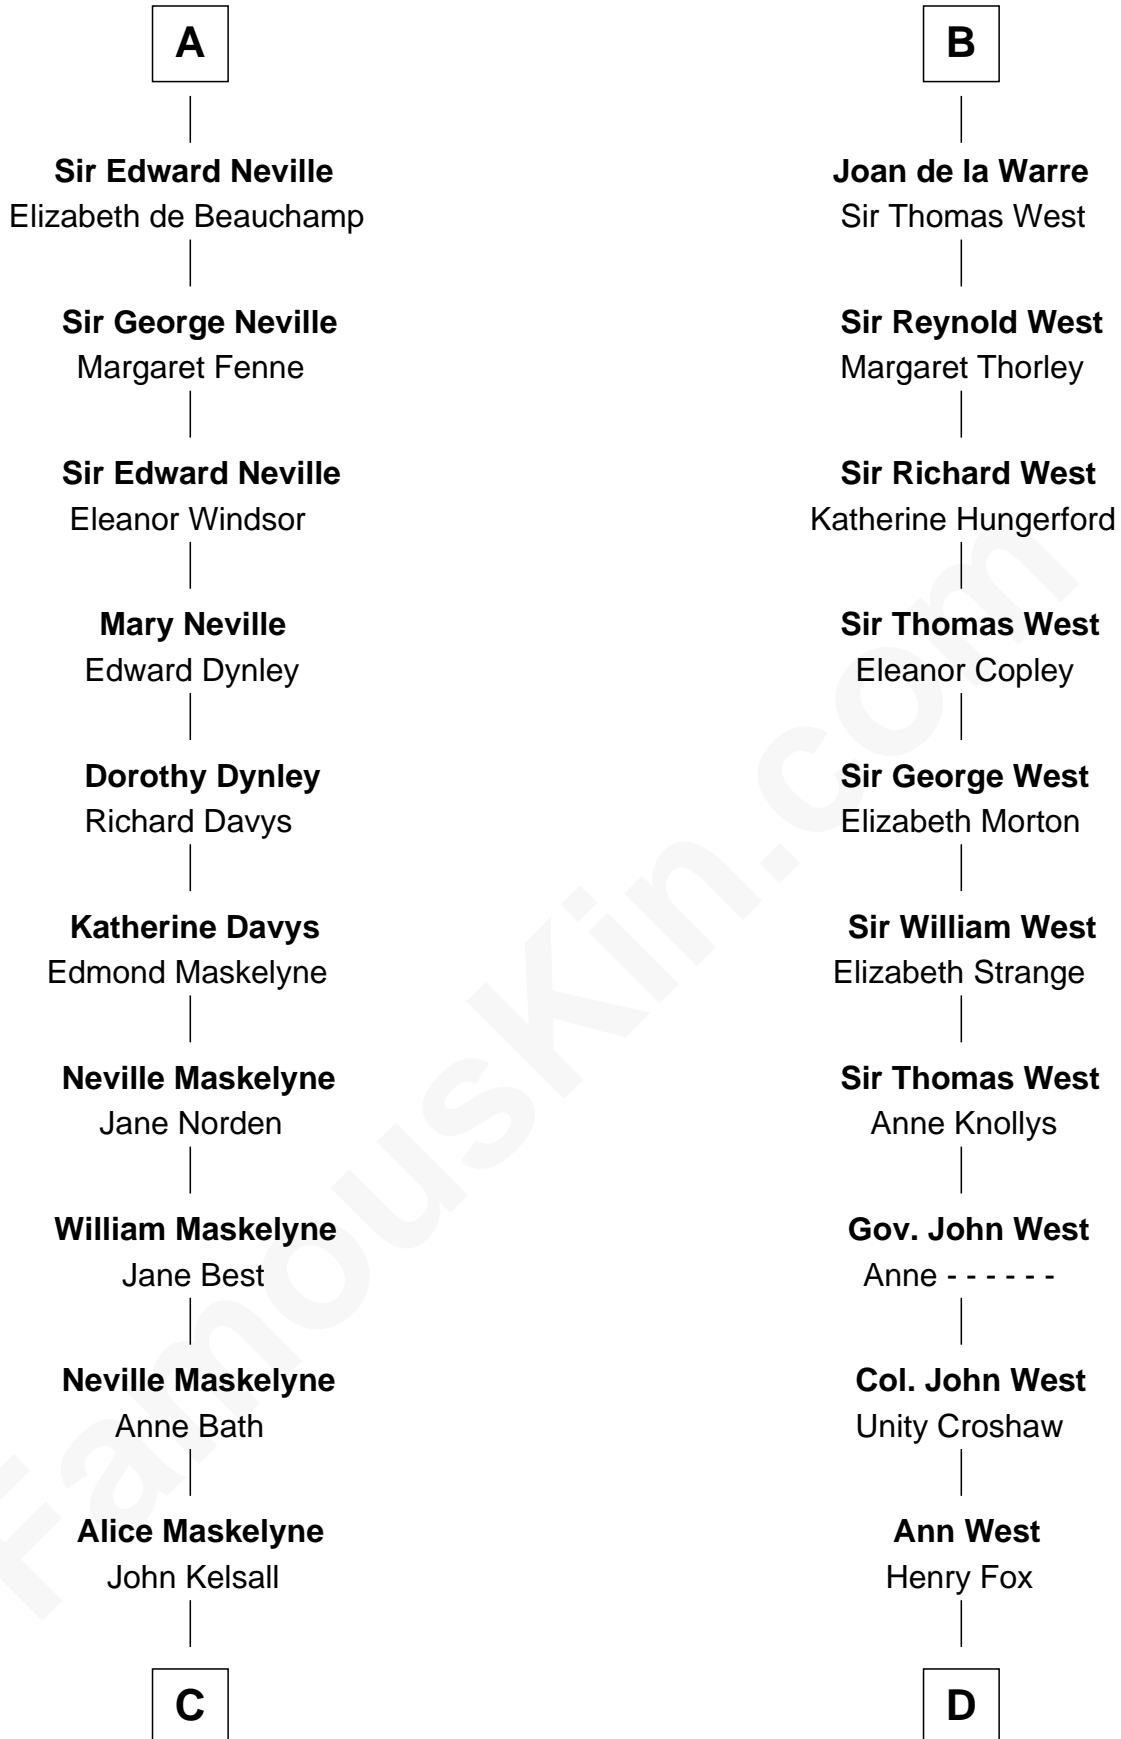 A
Sir Edward Neville
Elizabeth de Beauchamp
Sir George Neville
Margaret Fenne
Sir Edward Neville
Eleanor Windsor
Mary Neville
Edward Dynley
Dorothy Dynley
Richard Davys
Katherine Davys
Edmond Maskelyne
Neville Maskelyne
Jane Norden
William Maskelyne
Jane Best
Neville Maskelyne
Anne Bath
Alice Maskelyne
John Kelsall
C
B
Joan de la Warre
Sir Thomas West
Sir Reynold West
Margaret Thorley
Sir Richard West
Katherine Hungerford
Sir Thomas West
Eleanor Copley
Sir George West
Elizabeth Morton
Sir William West
Elizabeth Strange
Sir Thomas West
Anne Knollys
Gov. John West
Anne - - - - - -
Col. John West
Unity Croshaw
Ann West
Henry Fox
D
FamousKin.com